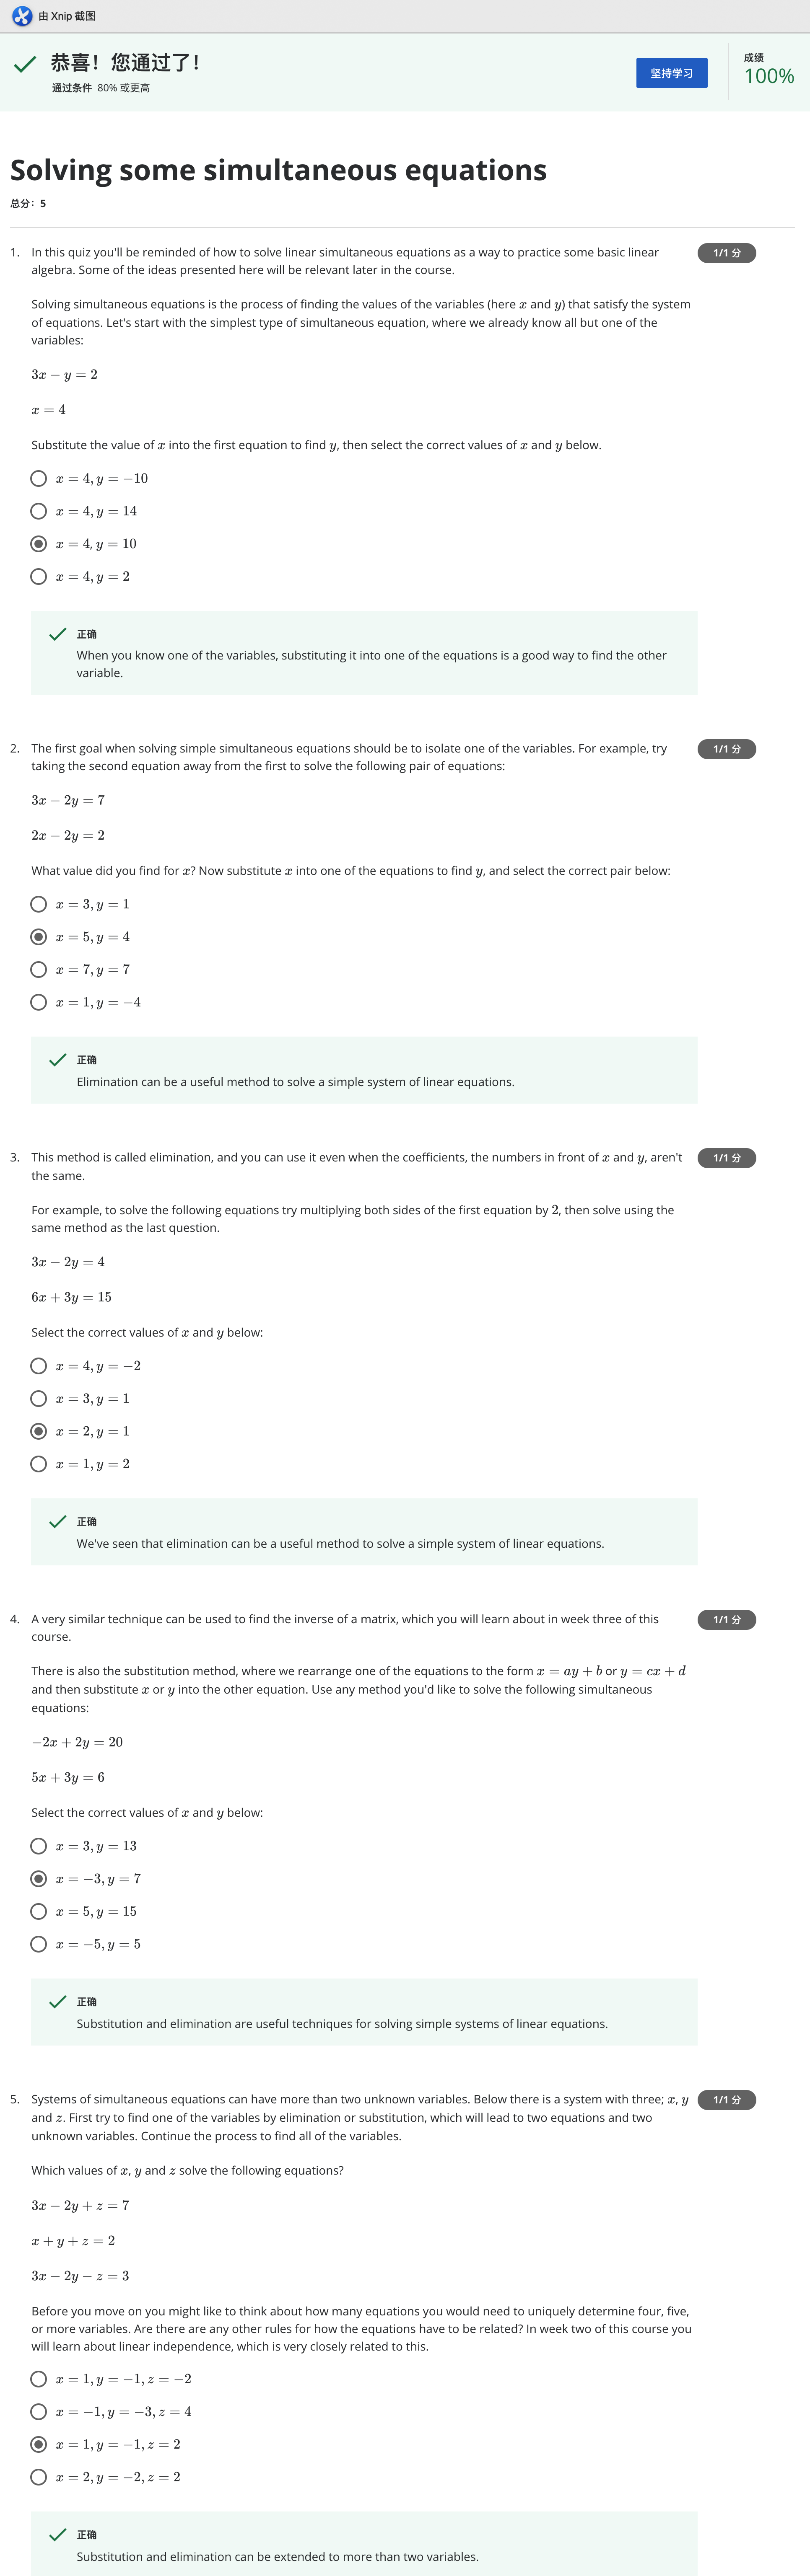 由 Xnip 截图
恭喜！您通过了！
通过条件 80% 或更高
坚持学习
成绩
100%
Solving some simultaneous equations
总分：5
1. In this quiz you'll be reminded of how to solve linear simultaneous equations as a way to practice some basic linear
algebra. Some of the ideas presented here will be relevant later in the course.
1/1 分
Solving simultaneous equations is the process of finding the values of the variables (here x and y) that satisfy the system
of equations. Let's start with the simplest type of simultaneous equation, where we already know all but one of the
variables:
3x − y = 2
x = 4
Substitute the value of x into the first equation to find y, then select the correct values of x and y below.
x = 4, y = −10
x = 4, y = 14
x = 4, y = 10
x = 4, y = 2
正确
When you know one of the variables, substituting it into one of the equations is a good way to find the other
variable.
2. The first goal when solving simple simultaneous equations should be to isolate one of the variables. For example, try
taking the second equation away from the first to solve the following pair of equations:
1/1 分
3x − 2y = 7
2x − 2y = 2
What value did you find for x? Now substitute x into one of the equations to find y, and select the correct pair below:
x = 3, y = 1
x = 5, y = 4
x = 7, y = 7
x = 1, y = −4
正确
Elimination can be a useful method to solve a simple system of linear equations.
3. This method is called elimination, and you can use it even when the coefficients, the numbers in front of x and y, aren't
the same.
1/1 分
For example, to solve the following equations try multiplying both sides of the first equation by 2, then solve using the
same method as the last question.
3x − 2y = 4
6x + 3y = 15
Select the correct values of x and y below:
x = 4, y = −2
x = 3, y = 1
x = 2, y = 1
x = 1, y = 2
正确
We've seen that elimination can be a useful method to solve a simple system of linear equations.
4. A very similar technique can be used to find the inverse of a matrix, which you will learn about in week three of this
course.
1/1 分
There is also the substitution method, where we rearrange one of the equations to the form x = ay + b or y = cx + d
and then substitute x or y into the other equation. Use any method you'd like to solve the following simultaneous
equations:
−2x + 2y = 20
5x + 3y = 6
Select the correct values of x and y below:
x = 3, y = 13
x = −3, y = 7
x = 5, y = 15
x = −5, y = 5
正确
Substitution and elimination are useful techniques for solving simple systems of linear equations.
5. Systems of simultaneous equations can have more than two unknown variables. Below there is a system with three; x, y
and z. First try to find one of the variables by elimination or substitution, which will lead to two equations and two
unknown variables. Continue the process to find all of the variables.
1/1 分
Which values of x, y and z solve the following equations?
3x − 2y + z = 7
x + y + z = 2
3x − 2y − z = 3
Before you move on you might like to think about how many equations you would need to uniquely determine four, five,
or more variables. Are there any other rules for how the equations have to be related? In week two of this course you
will learn about linear independence, which is very closely related to this.
x = 1, y = −1, z = −2
x = −1, y = −3, z = 4
x = 1, y = −1, z = 2
x = 2, y = −2, z = 2
正确
Substitution and elimination can be extended to more than two variables.